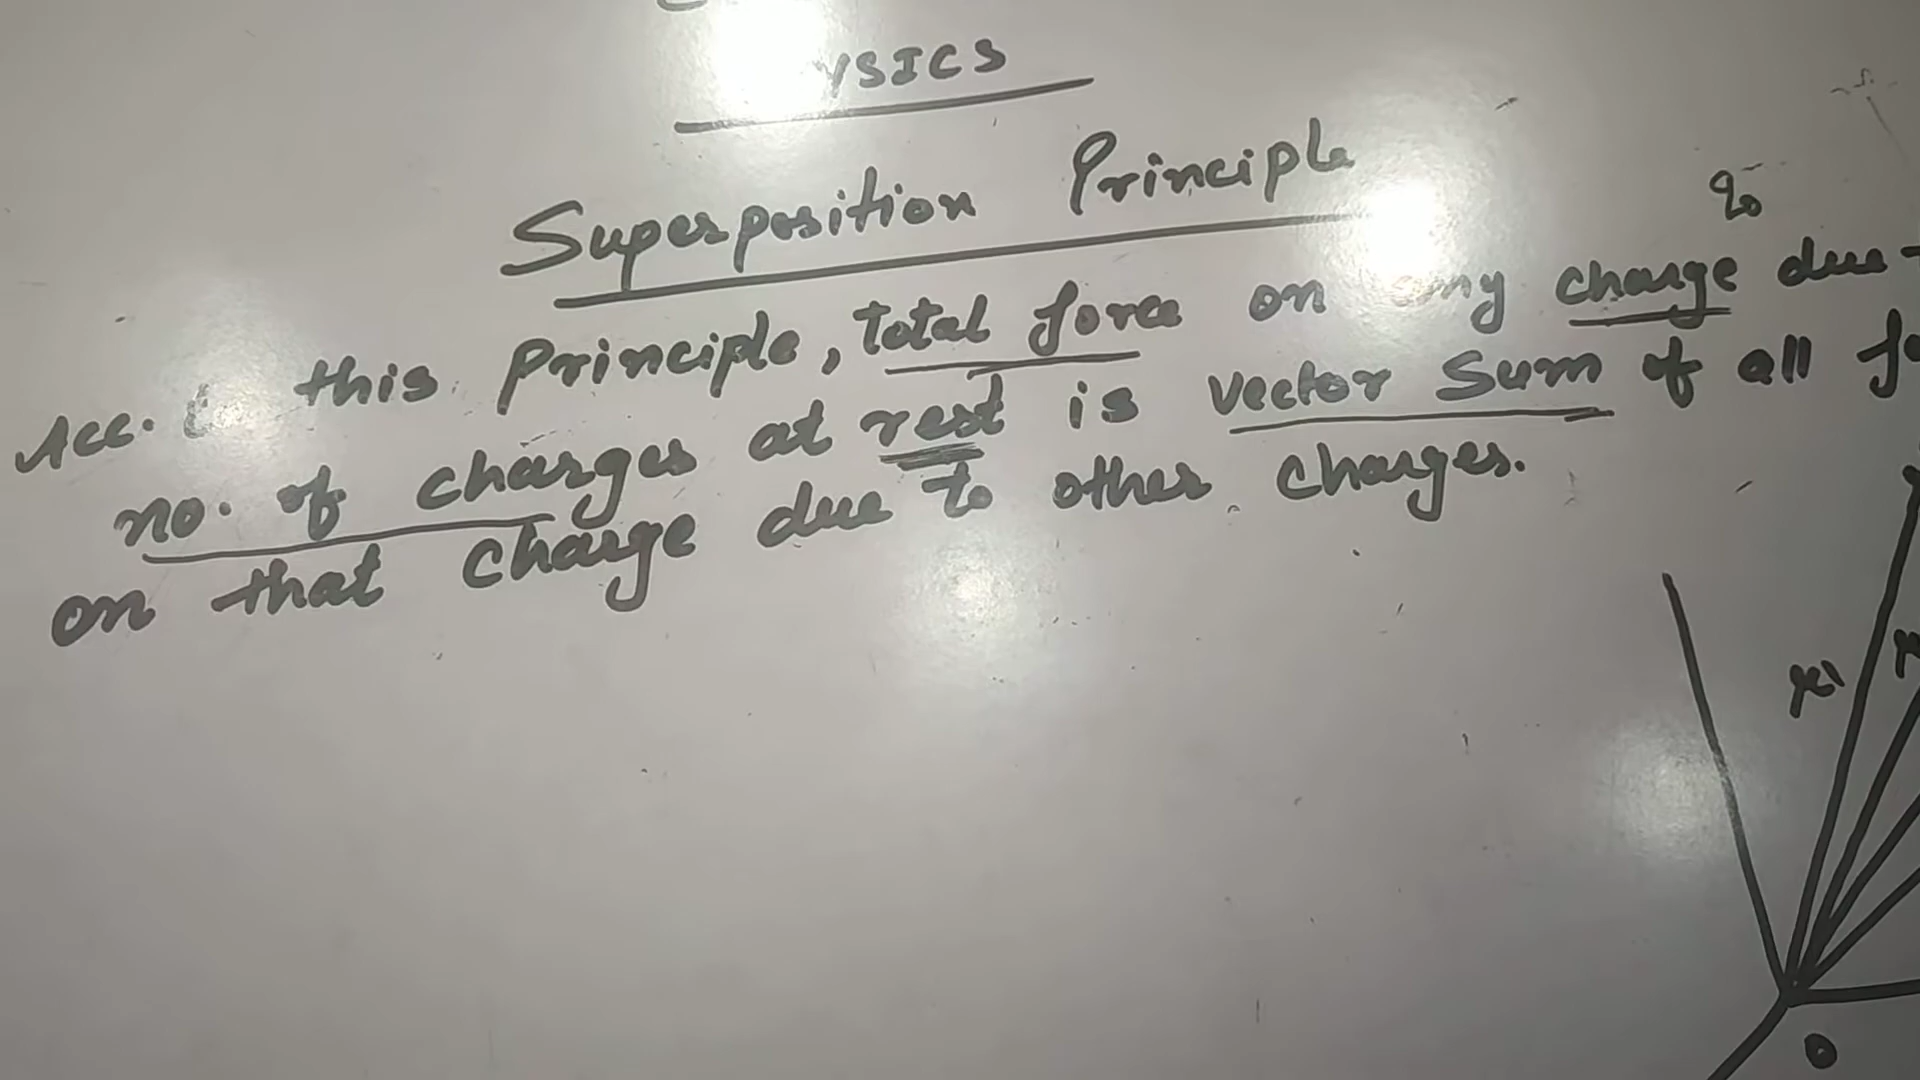 YSICS
Superposition Principle
q0
Acc. this Principle, total force on any charge due
no. of charges at rest is vector Sum of all
on that charge due to other charges.
r1
O